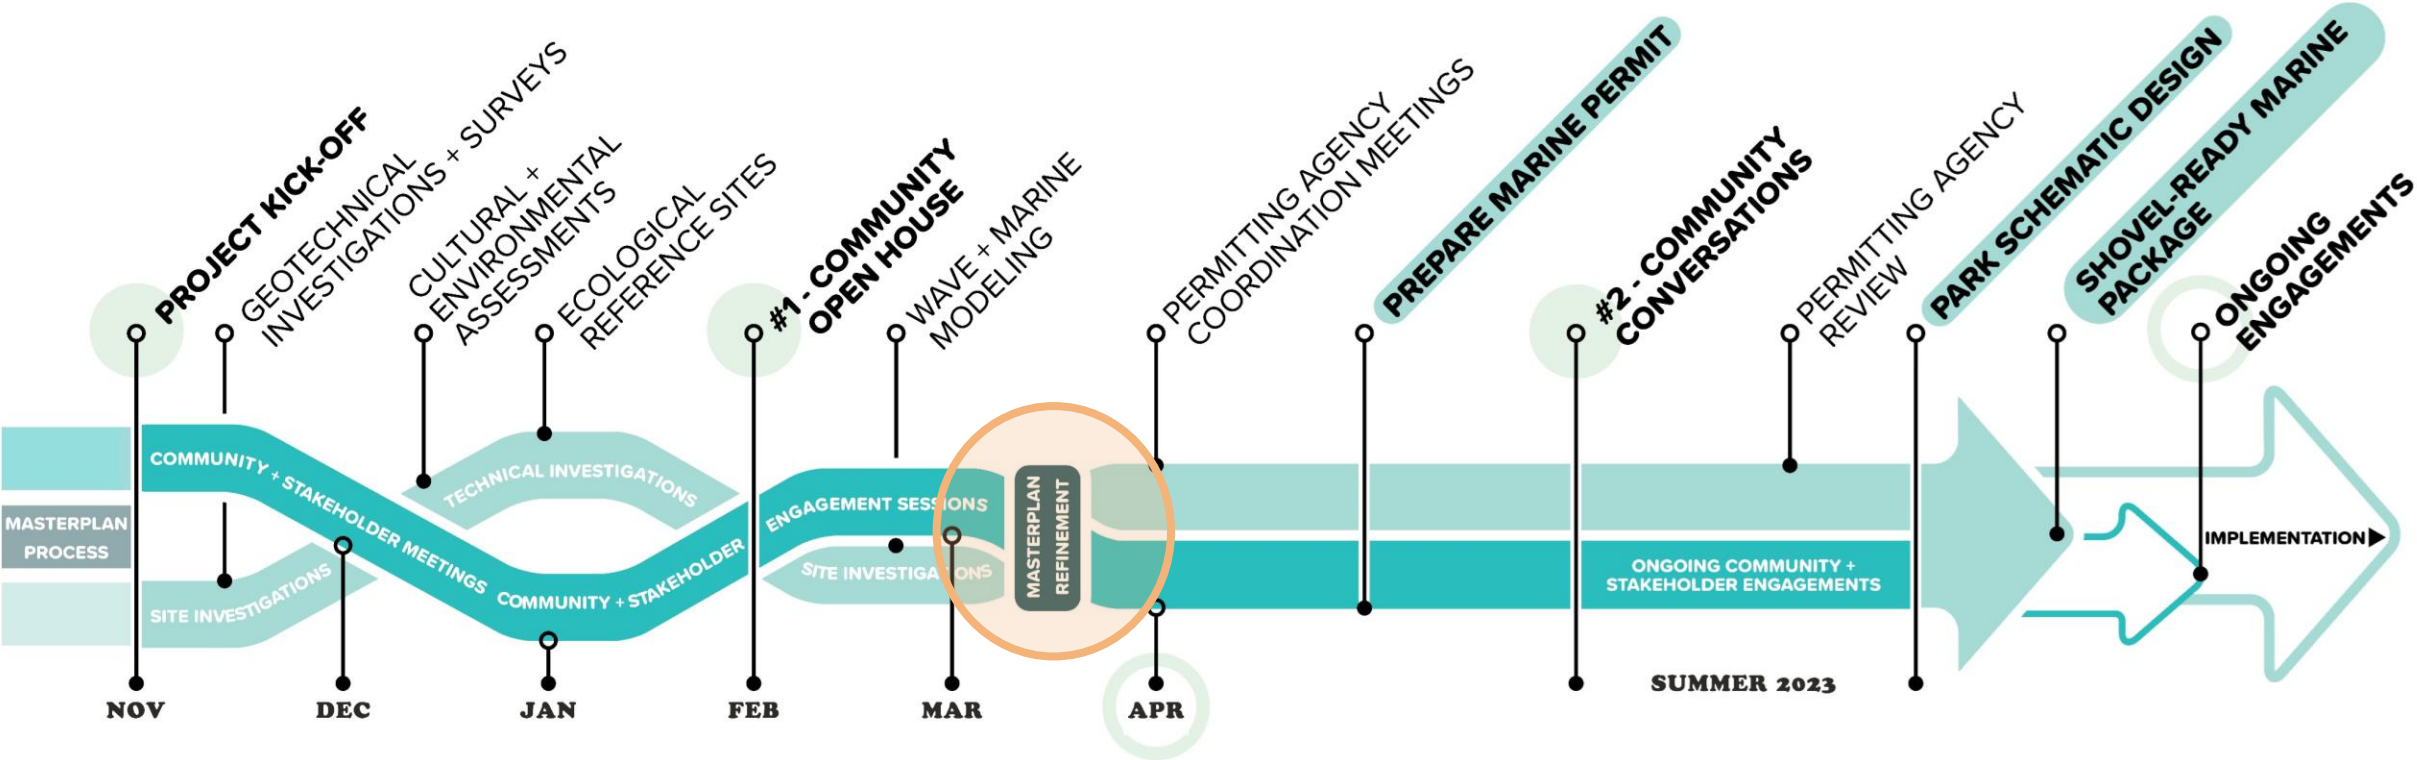 PROJECT KICK-OFF
GEOTECHNICAL
INVESTIGATIONS + SURVEYS
CULTURAL +
ENVIRONMENTAL
ASSESSMENTS
ECOLOGICAL
REFERENCE SITES
#1 - COMMUNITY
OPEN HOUSE
WAVE + MARINE
MODELING
PERMITTING AGENCY
COORDINATION MEETINGS
PREPARE MARINE PERMIT
#2 - COMMUNITY
CONVERSATIONS
PERMITTING AGENCY
REVIEW
PARK SCHEMATIC DESIGN
SHOVEL-READY MARINE
PACKAGE
ONGOING
ENGAGEMENTS
MASTERPLAN
PROCESS
COMMUNITY + STAKEHOLDER MEETINGS
SITE INVESTIGATIONS
TECHNICAL INVESTIGATIONS
COMMUNITY + STAKEHOLDER
ENGAGEMENT SESSIONS
SITE INVESTIGATIONS
MASTERPLAN
REFINEMENT
ONGOING COMMUNITY +
STAKEHOLDER ENGAGEMENTS
IMPLEMENTATION
NOV
DEC
JAN
FEB
MAR
APR
SUMMER 2023